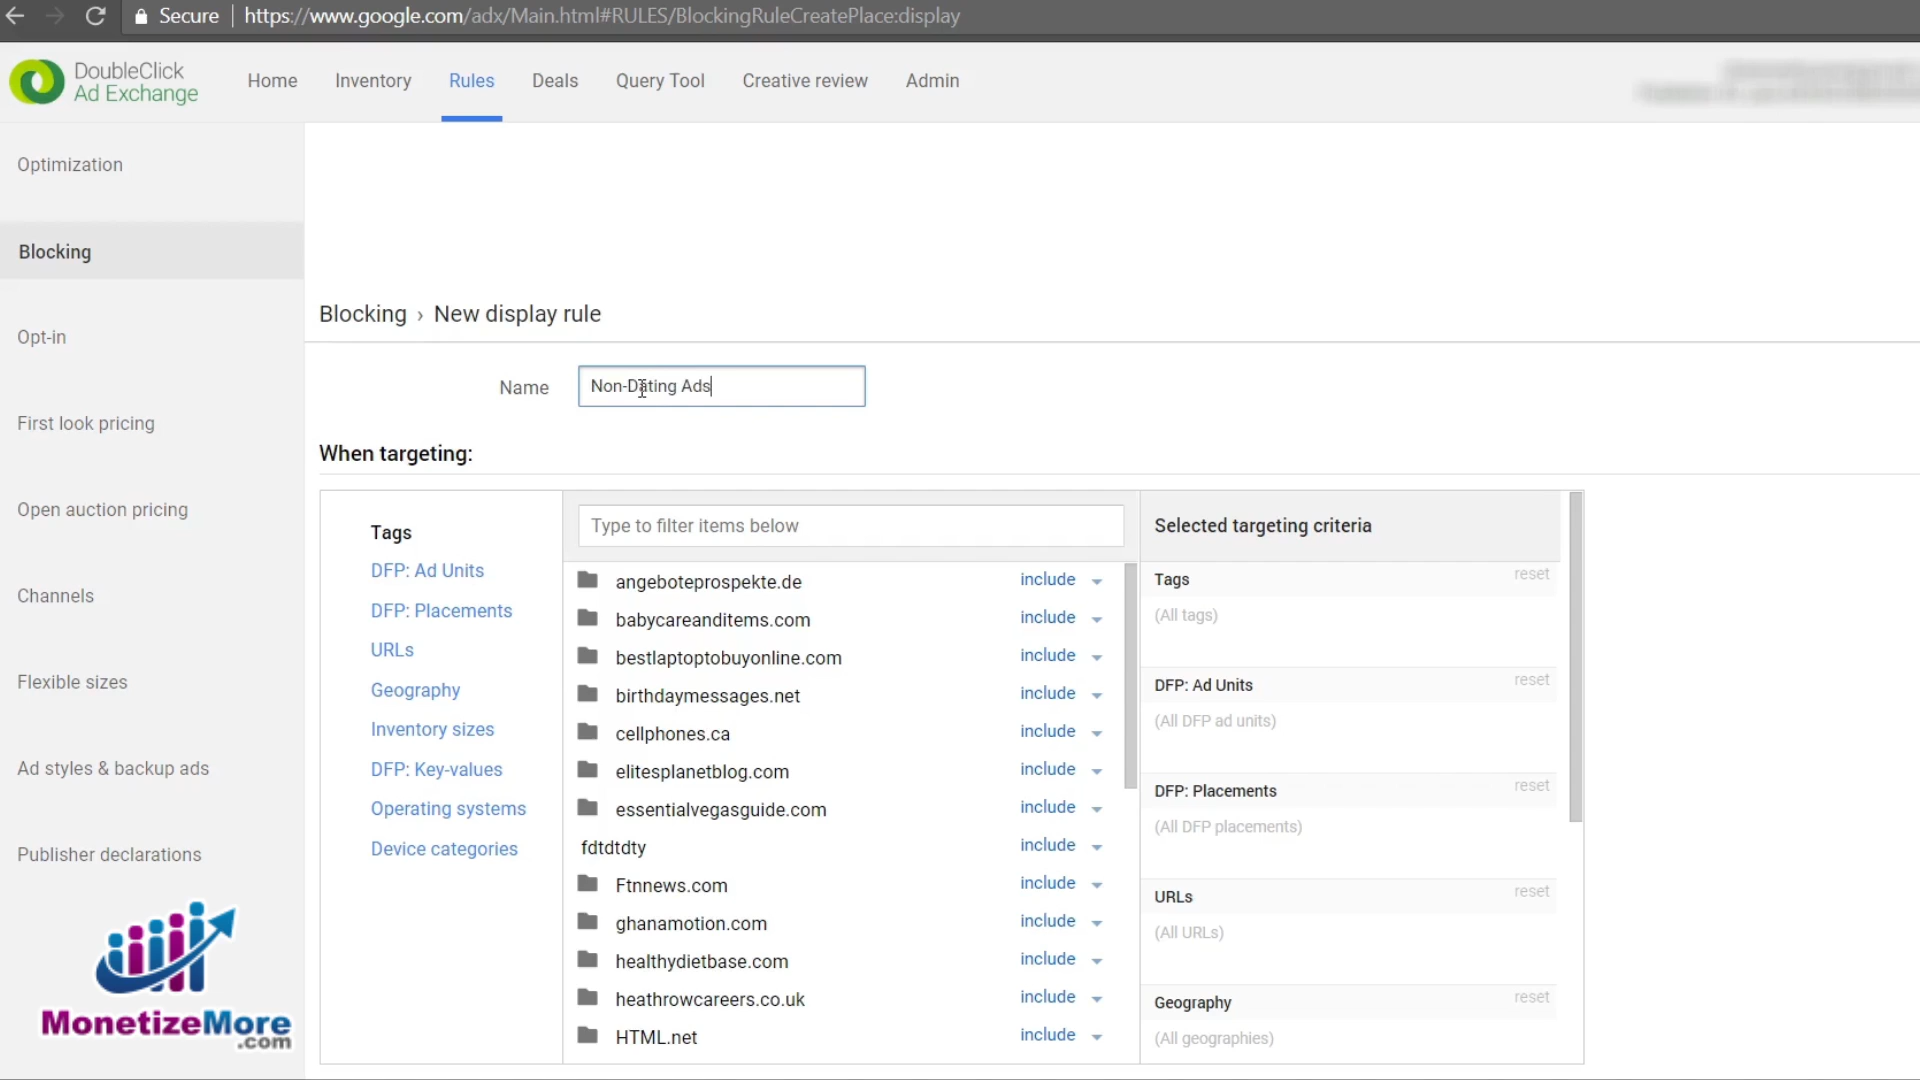 Secure https://www.google.com/adx/Main.html#RULES/BlockingRuleCreatePlace:display
DoubleClick
Ad Exchange
Home Inventory Rules Deals Query Tool Creative review Admin
Optimization
Blocking
Opt-in
First look pricing
Open auction pricing
Channels
Flexible sizes
Ad styles & backup ads
Publisher declarations
MonetizeMore
.com
Blocking › New display rule
Name Non-Dating Ads
When targeting:
Tags
DFP: Ad Units
DFP: Placements
URLs
Geography
Inventory sizes
DFP: Key-values
Operating systems
Device categories
Type to filter items below
angeboteprospekte.de include
babycareanditems.com include
bestlaptoptobuyonline.com include
birthdaymessages.net include
cellphones.ca include
elitesplanetblog.com include
essentialvegasguide.com include
fdtdtdty include
Ftnnews.com include
ghanamotion.com include
healthydietbase.com include
heathrowcareers.co.uk include
HTML.net include
Selected targeting criteria
Tags reset
(All tags)
DFP: Ad Units reset
(All DFP ad units)
DFP: Placements reset
(All DFP placements)
URLs reset
(All URLs)
Geography reset
(All geographies)